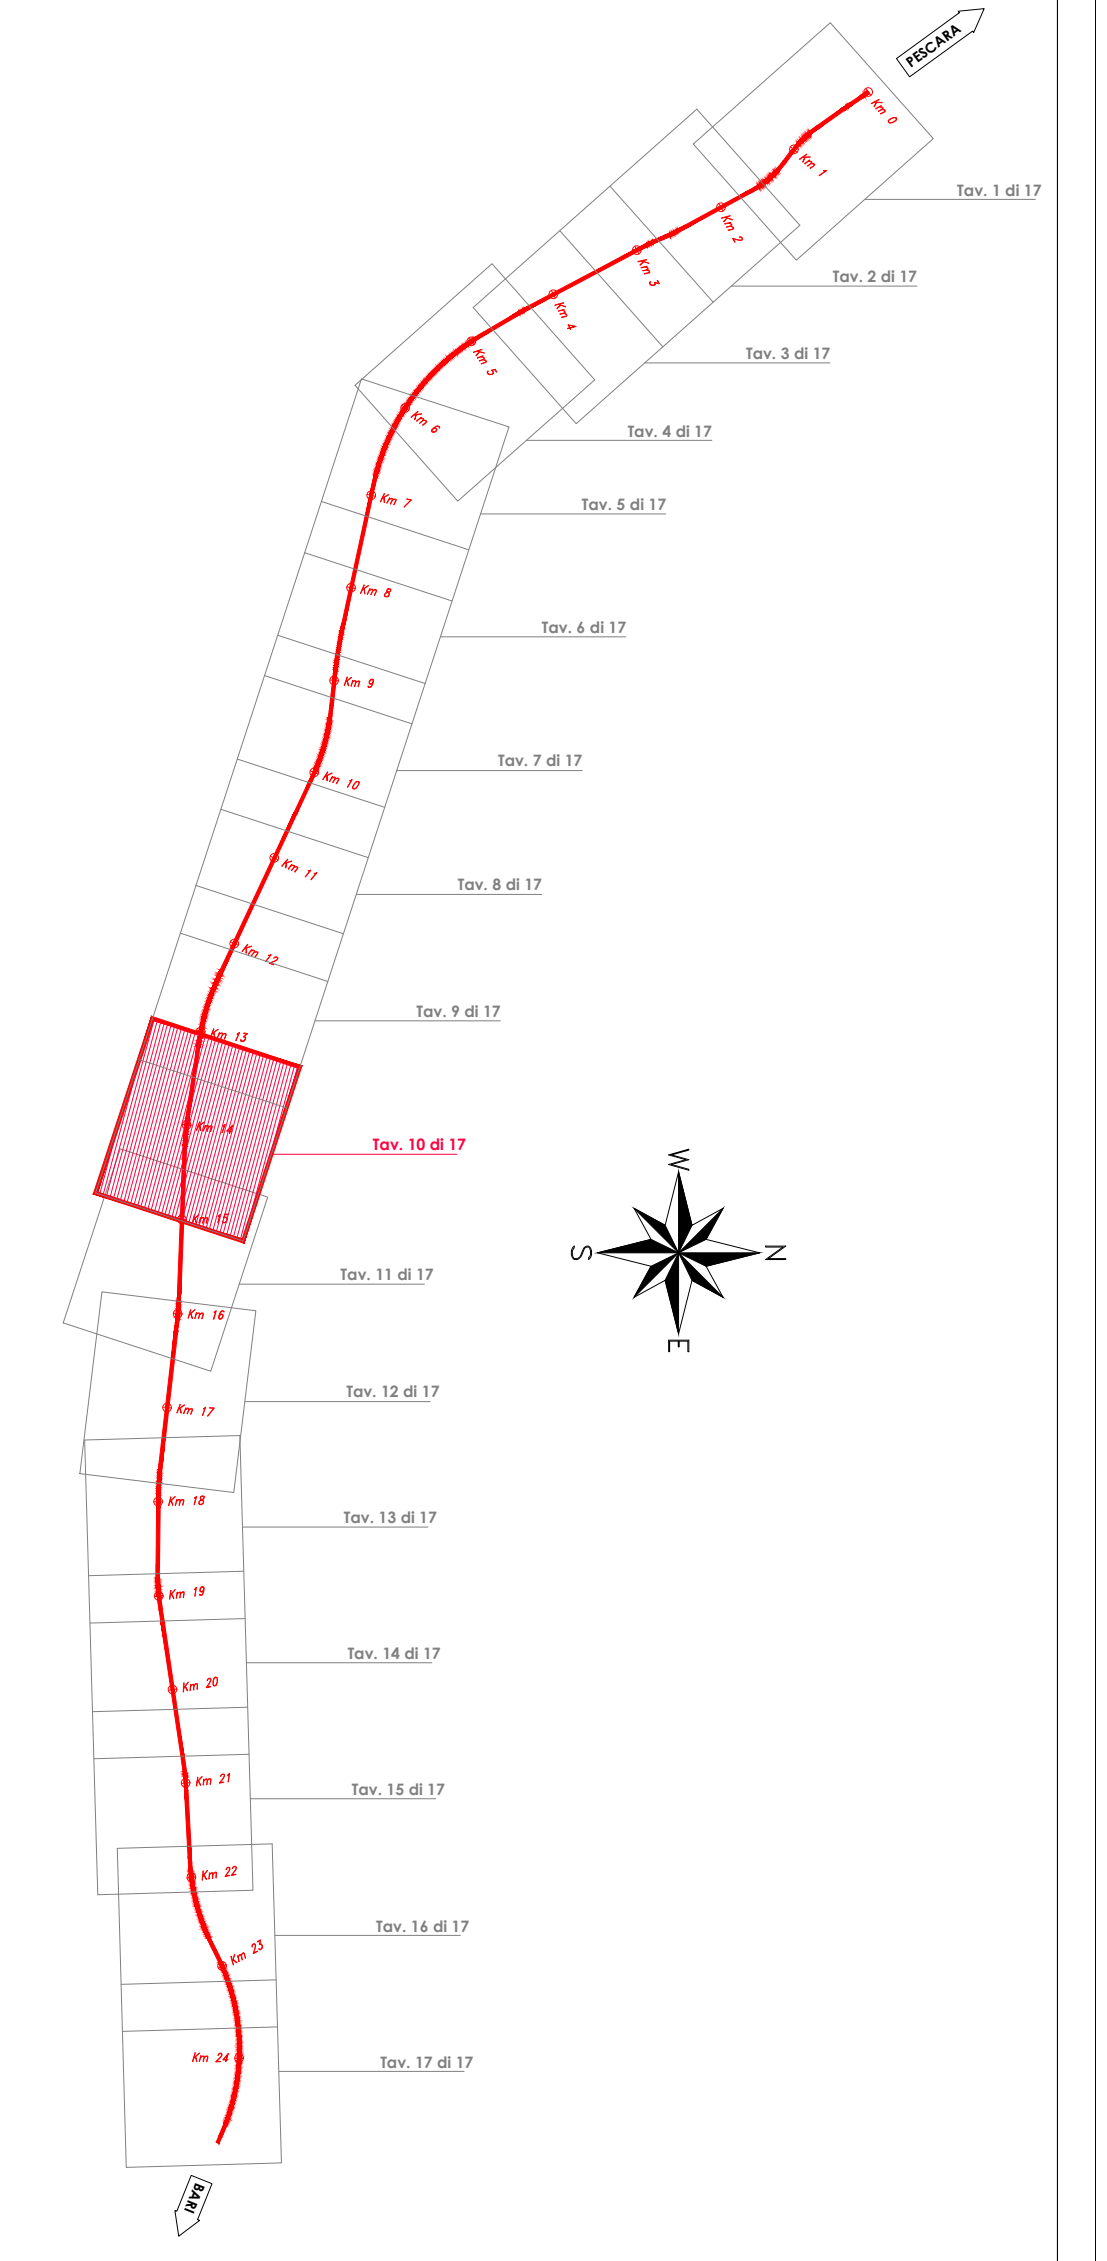 PESCARA
Km 0
Km 1
Tav. 1 di 17
Km 2
Tav. 2 di 17
Km 3
Km 4
Tav. 3 di 17
Km 5
Km 6
Tav. 4 di 17
Km 7
Tav. 5 di 17
Km 8
Tav. 6 di 17
Km 9
Tav. 7 di 17
Km 10
Km 11
Tav. 8 di 17
Km 12
Tav. 9 di 17
Km 13
Km 14
Tav. 10 di 17
W
Km 15
S
N
Tav. 11 di 17
Km 16
E
Tav. 12 di 17
Km 17
Km 18
Tav. 13 di 17
Km 19
Tav. 14 di 17
Km 20
Km 21
Tav. 15 di 17
Km 22
Tav. 16 di 17
Km 23
Km 24
Tav. 17 di 17
BARI